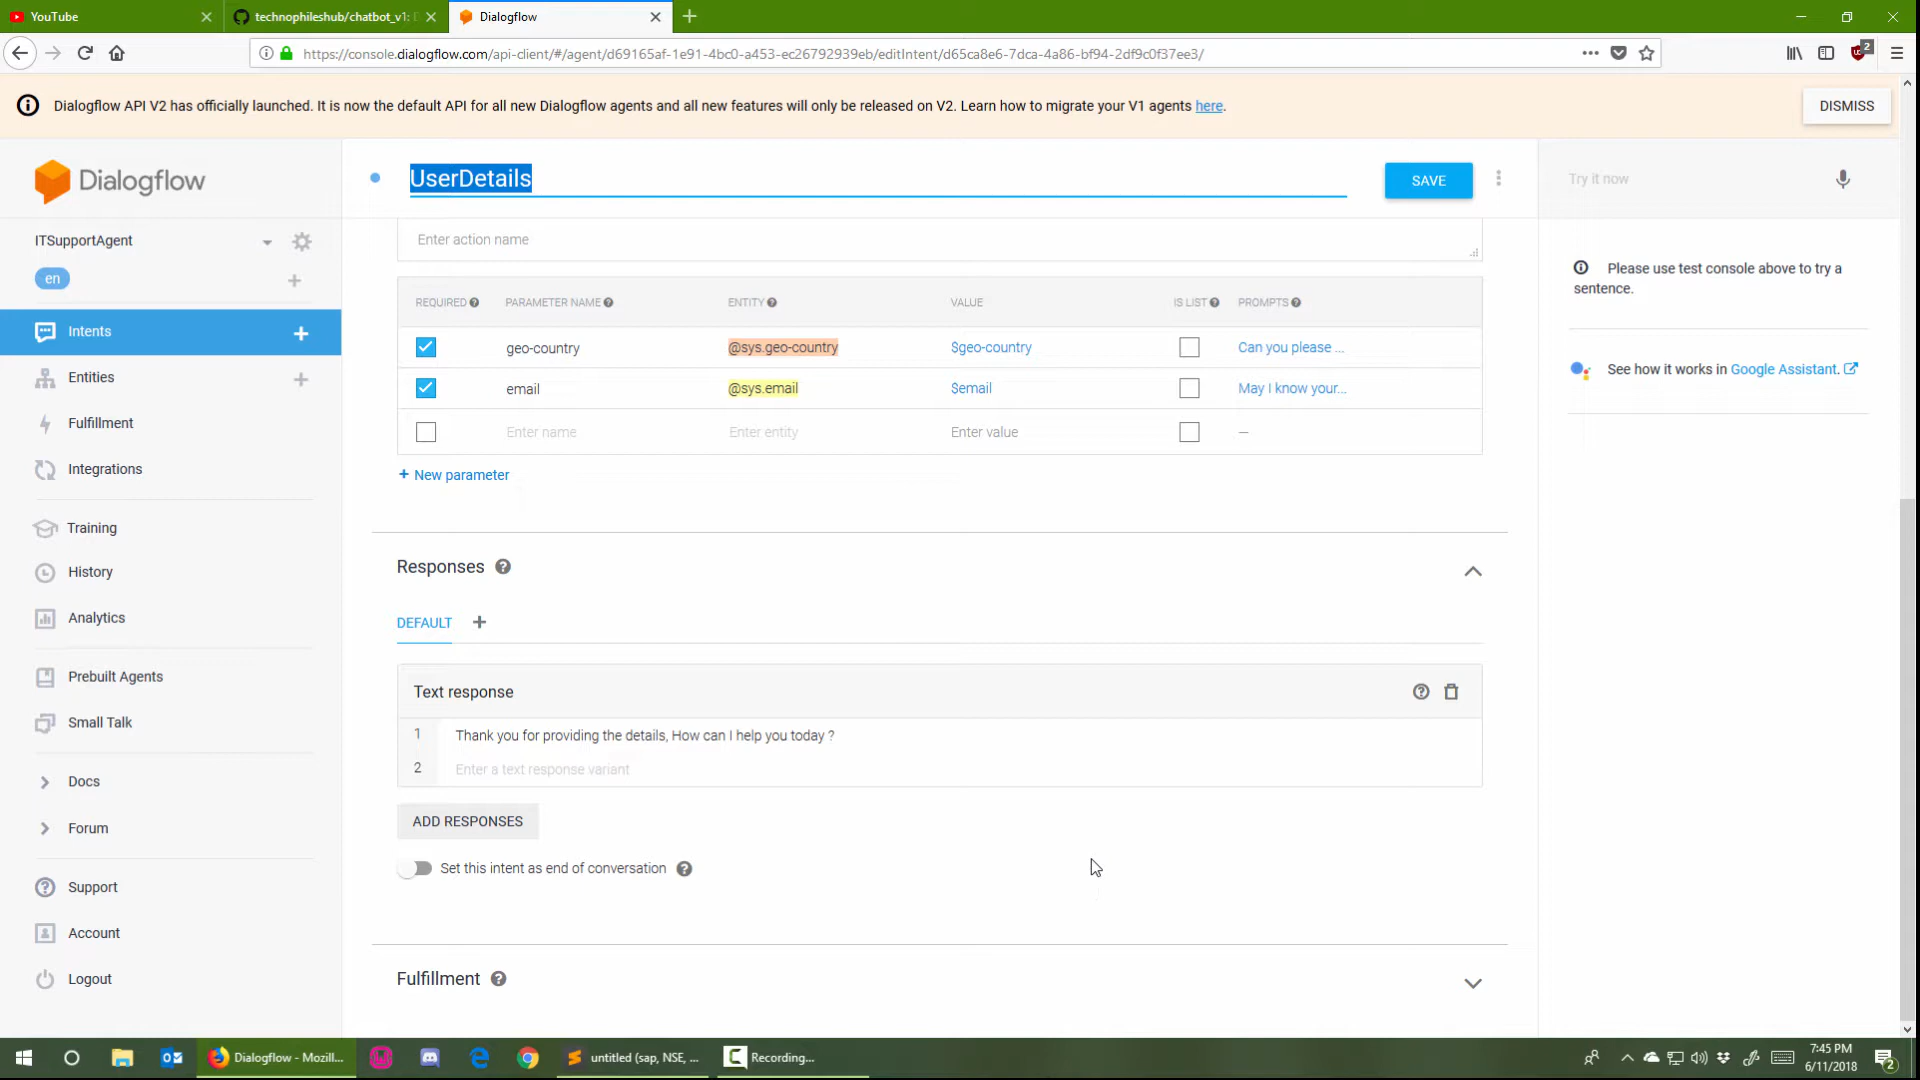 YouTube
technophileshub/chatbot_v1:
Dialogflow
https://console.dialogflow.com/api-client/#/agent/d69165af-1e91-4bc0-a453-ec26792939eb/editIntent/d65ca8e6-7dca-4a86-bf94-2df9c0f37ee3/
2
Dialogflow API V2 has officially launched. It is now the default API for all new Dialogflow agents and all new features will only be released on V2. Learn how to migrate your V1 agents here.
DISMISS
Dialogflow
UserDetails
SAVE
Try it now
ITSupportAgent
en
Intents
Entities
Fulfillment
Integrations
Training
History
Analytics
Prebuilt Agents
Small Talk
Docs
Forum
Support
Account
Logout
Enter action name
REQUIRED PARAMETER NAME ENTITY VALUE IS LIST PROMPTS
geo-country @sys.geo-country $geo-country Can you please ...
email @sys.email $email May I know your...
Enter name Enter entity Enter value –
+ New parameter
Responses
DEFAULT
Text response
1 Thank you for providing the details, How can I help you today ?
2 Enter a text response variant
ADD RESPONSES
Set this intent as end of conversation
Fulfillment
Please use test console above to try a
sentence.
See how it works in Google Assistant.
Dialogflow - Mozill...
untitled (sap, NSE, ...
Recording...
7:45 PM
6/11/2018
2